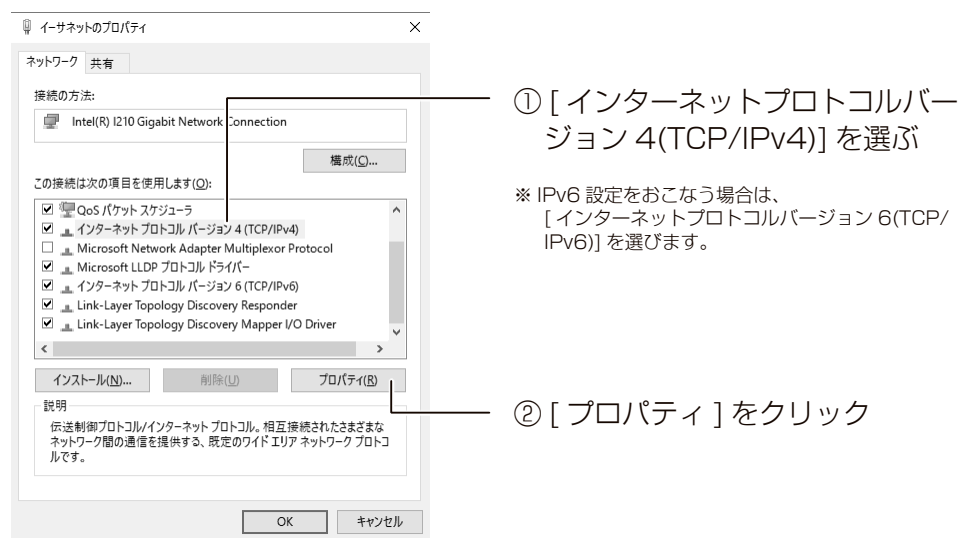 イーサネットのプロパティ
ネットワーク 共有
接続の方法:
Intel(R) I210 Gigabit Network Connection
構成(C)...
この接続は次の項目を使用します(O):
QoS パケット スケジューラ
インターネット プロトコル バージョン 4 (TCP/IPv4)
Microsoft Network Adapter Multiplexor Protocol
Microsoft LLDP プロトコル ドライバー
インターネット プロトコル バージョン 6 (TCP/IPv6)
Link-Layer Topology Discovery Responder
Link-Layer Topology Discovery Mapper I/O Driver
インストール(N)... 削除(U) プロパティ(R)
説明
伝送制御プロトコル/インターネット プロトコル。相互接続されたさまざまな
ネットワーク間の通信を提供する、既定のワイド エリア ネットワーク プロトコ
ルです。
OK キャンセル
① [ インターネットプロトコルバー
ジョン 4(TCP/IPv4)] を選ぶ
※ IPv6 設定をおこなう場合は、
[ インターネットプロトコルバージョン 6(TCP/
IPv6)] を選びます。
② [ プロパティ ] をクリック